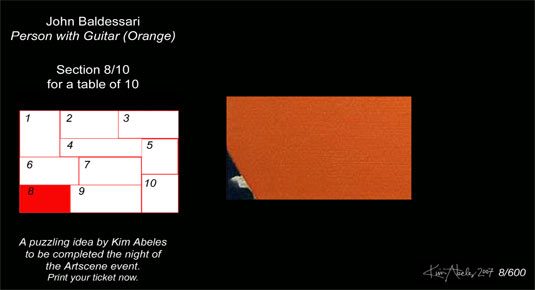 John Baldessari
Person with Guitar (Orange)
Section 8/10
for a table of 10
1
2
3
4
5
6
7
8
9
10
A puzzling idea by Kim Abeles
to be completed the night of
the Artscene event.
Print your ticket now.
Kim Abeles 2007 8/600